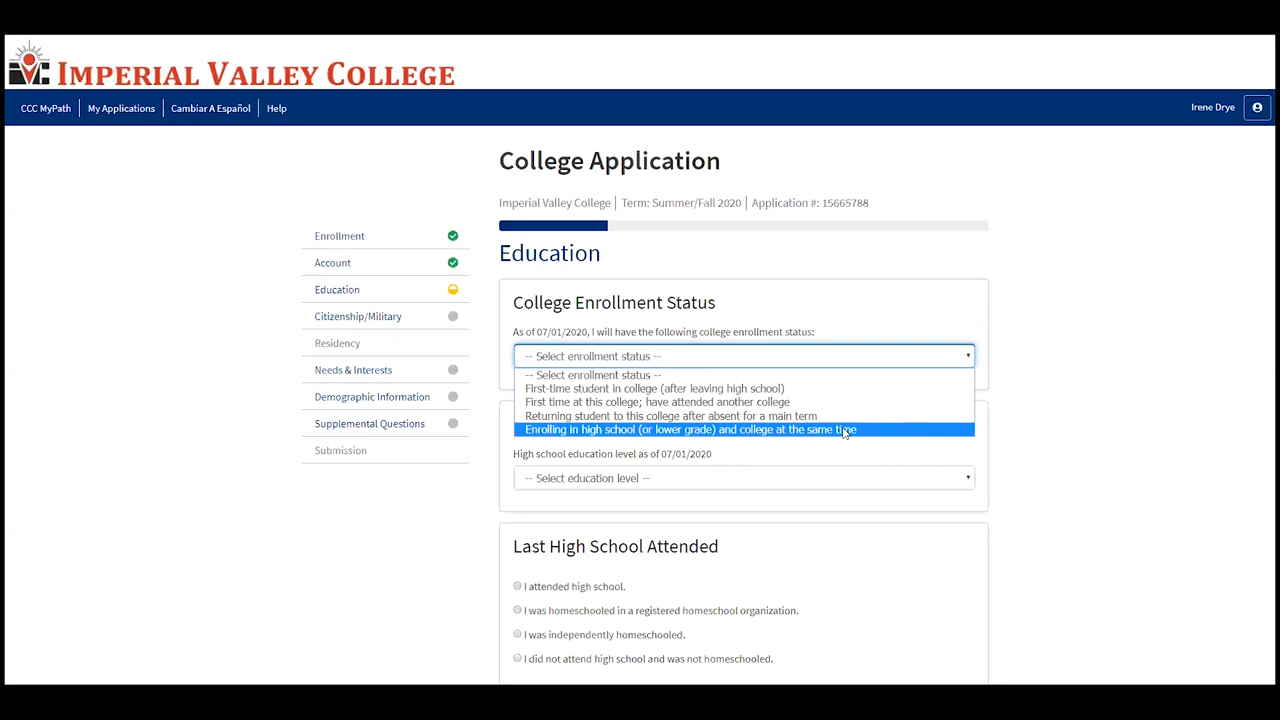 IMPERIAL VALLEY COLLEGE
CCC MyPath
My Applications
Cambiar A Español
Help
Irene Drye
College Application
Imperial Valley College | Term: Summer/Fall 2020 | Application #: 15665788
Enrollment
Account
Education
Citizenship/Military
Residency
Needs & Interests
Demographic Information
Supplemental Questions
Submission
Education
College Enrollment Status
As of 07/01/2020, I will have the following college enrollment status:
-- Select enrollment status --
-- Select enrollment status --
First-time student in college (after leaving high school)
First time at this college; have attended another college
Returning student to this college after absent for a main term
Enrolling in high school (or lower grade) and college at the same time
High school education level as of 07/01/2020
-- Select education level --
Last High School Attended
I attended high school.
I was homeschooled in a registered homeschool organization.
I was independently homeschooled.
I did not attend high school and was not homeschooled.